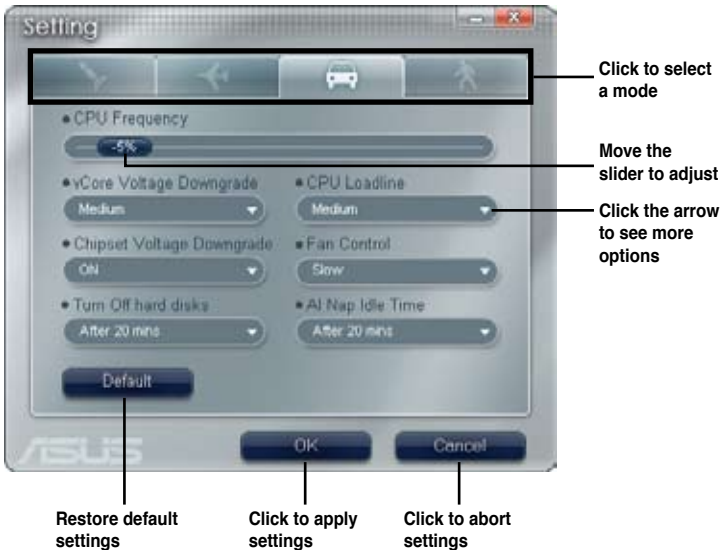 Setting
Click to select
a mode
CPU Frequency
-5%
Move the
slider to adjust
vCore Voltage Downgrade
CPU Loadline
Medium
Medium
Click the arrow
to see more
options
Chipset Voltage Downgrade
Fan Control
ON
Slow
Turn Off hard disks
AI Nap Idle Time
After 20 mins
After 20 mins
Default
ASUS
OK
Cancel
Restore default
settings
Click to apply
settings
Click to abort
settings